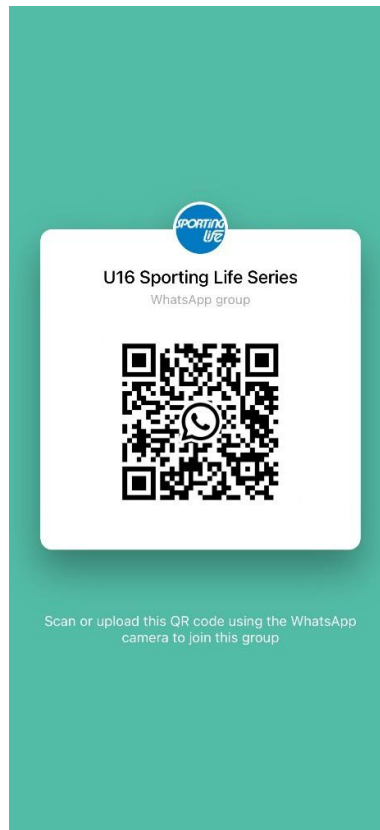 SPORTING
LIFE
U16 Sporting Life Series
WhatsApp group
Scan or upload this QR code using the WhatsApp
camera to join this group